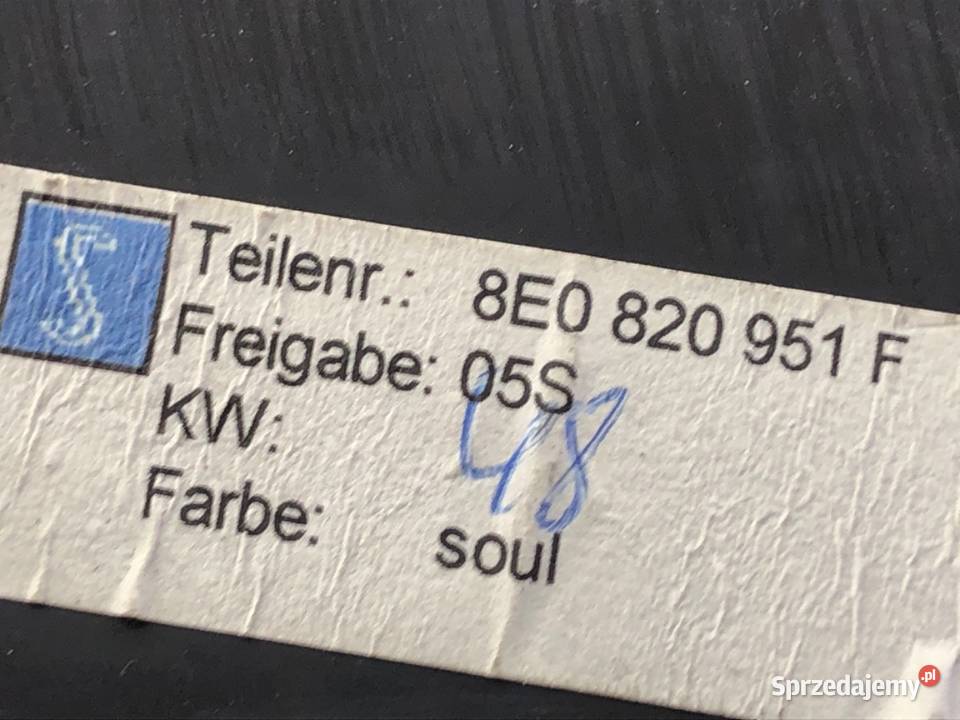 Teilenr.: 8E0 820 951 F
Freigabe: 05S
KW: 48
Farbe: soul
Sprzedajemy.pl